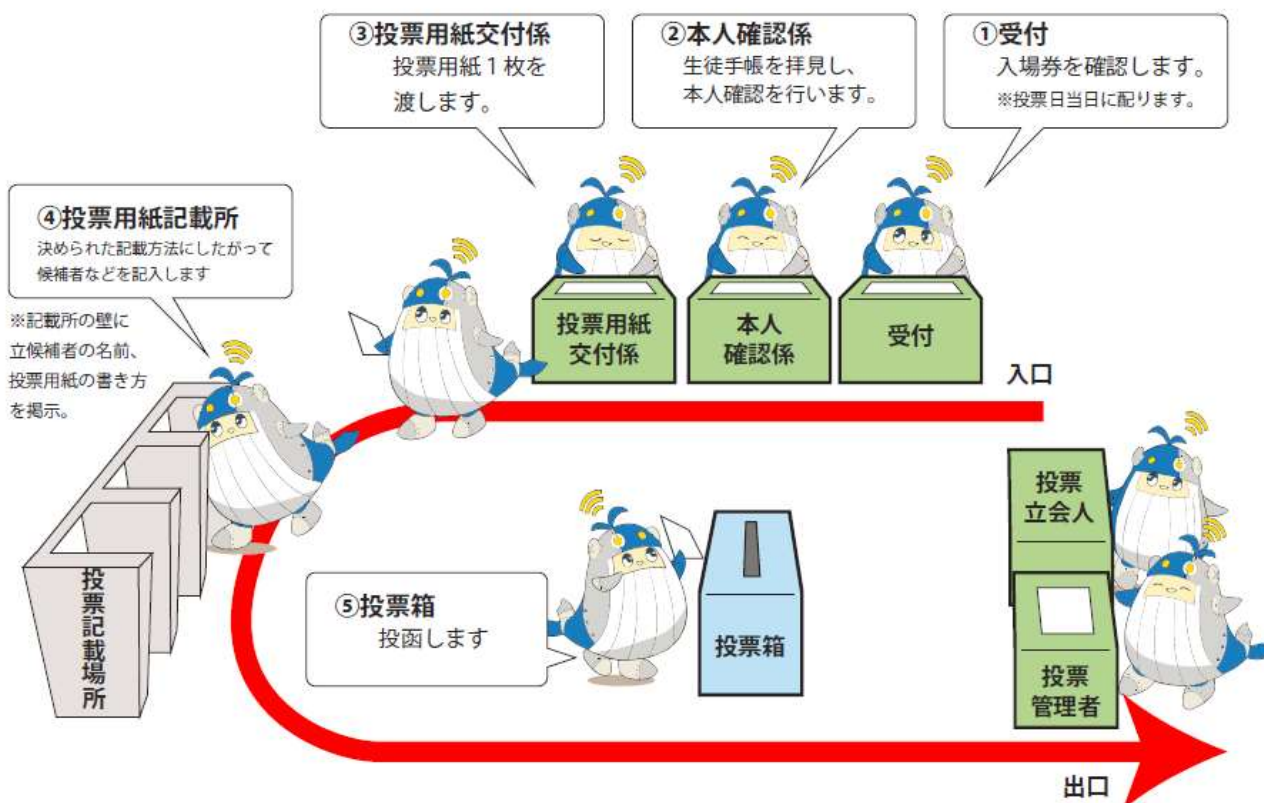 ①受付
入場券を確認します。
※投票日当日に配ります。
②本人確認係
生徒手帳を拝見し、
本人確認を行います。
③投票用紙交付係
投票用紙１枚を
渡します。
④投票用紙記載所
決められた記載方法にしたがって
候補者などを記入します
※記載所の壁に
立候補者の名前、
投票用紙の書き方
を掲示。
投票用紙
交付係
本人
確認係
受付
入口
投票記載場所
⑤投票箱
投函します
投票箱
投票
立会人
投票
管理者
出口